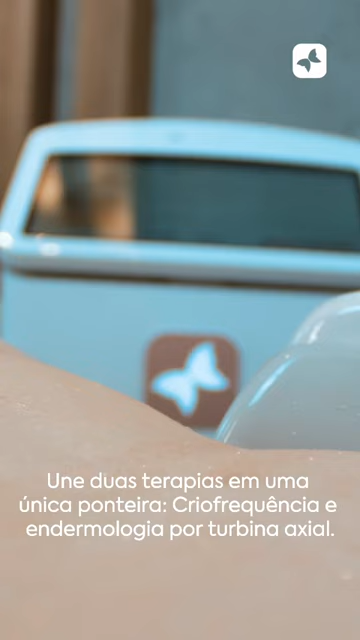 Une duas terapias em uma
única ponteira: Criofrequência e
endermologia por turbina axial.